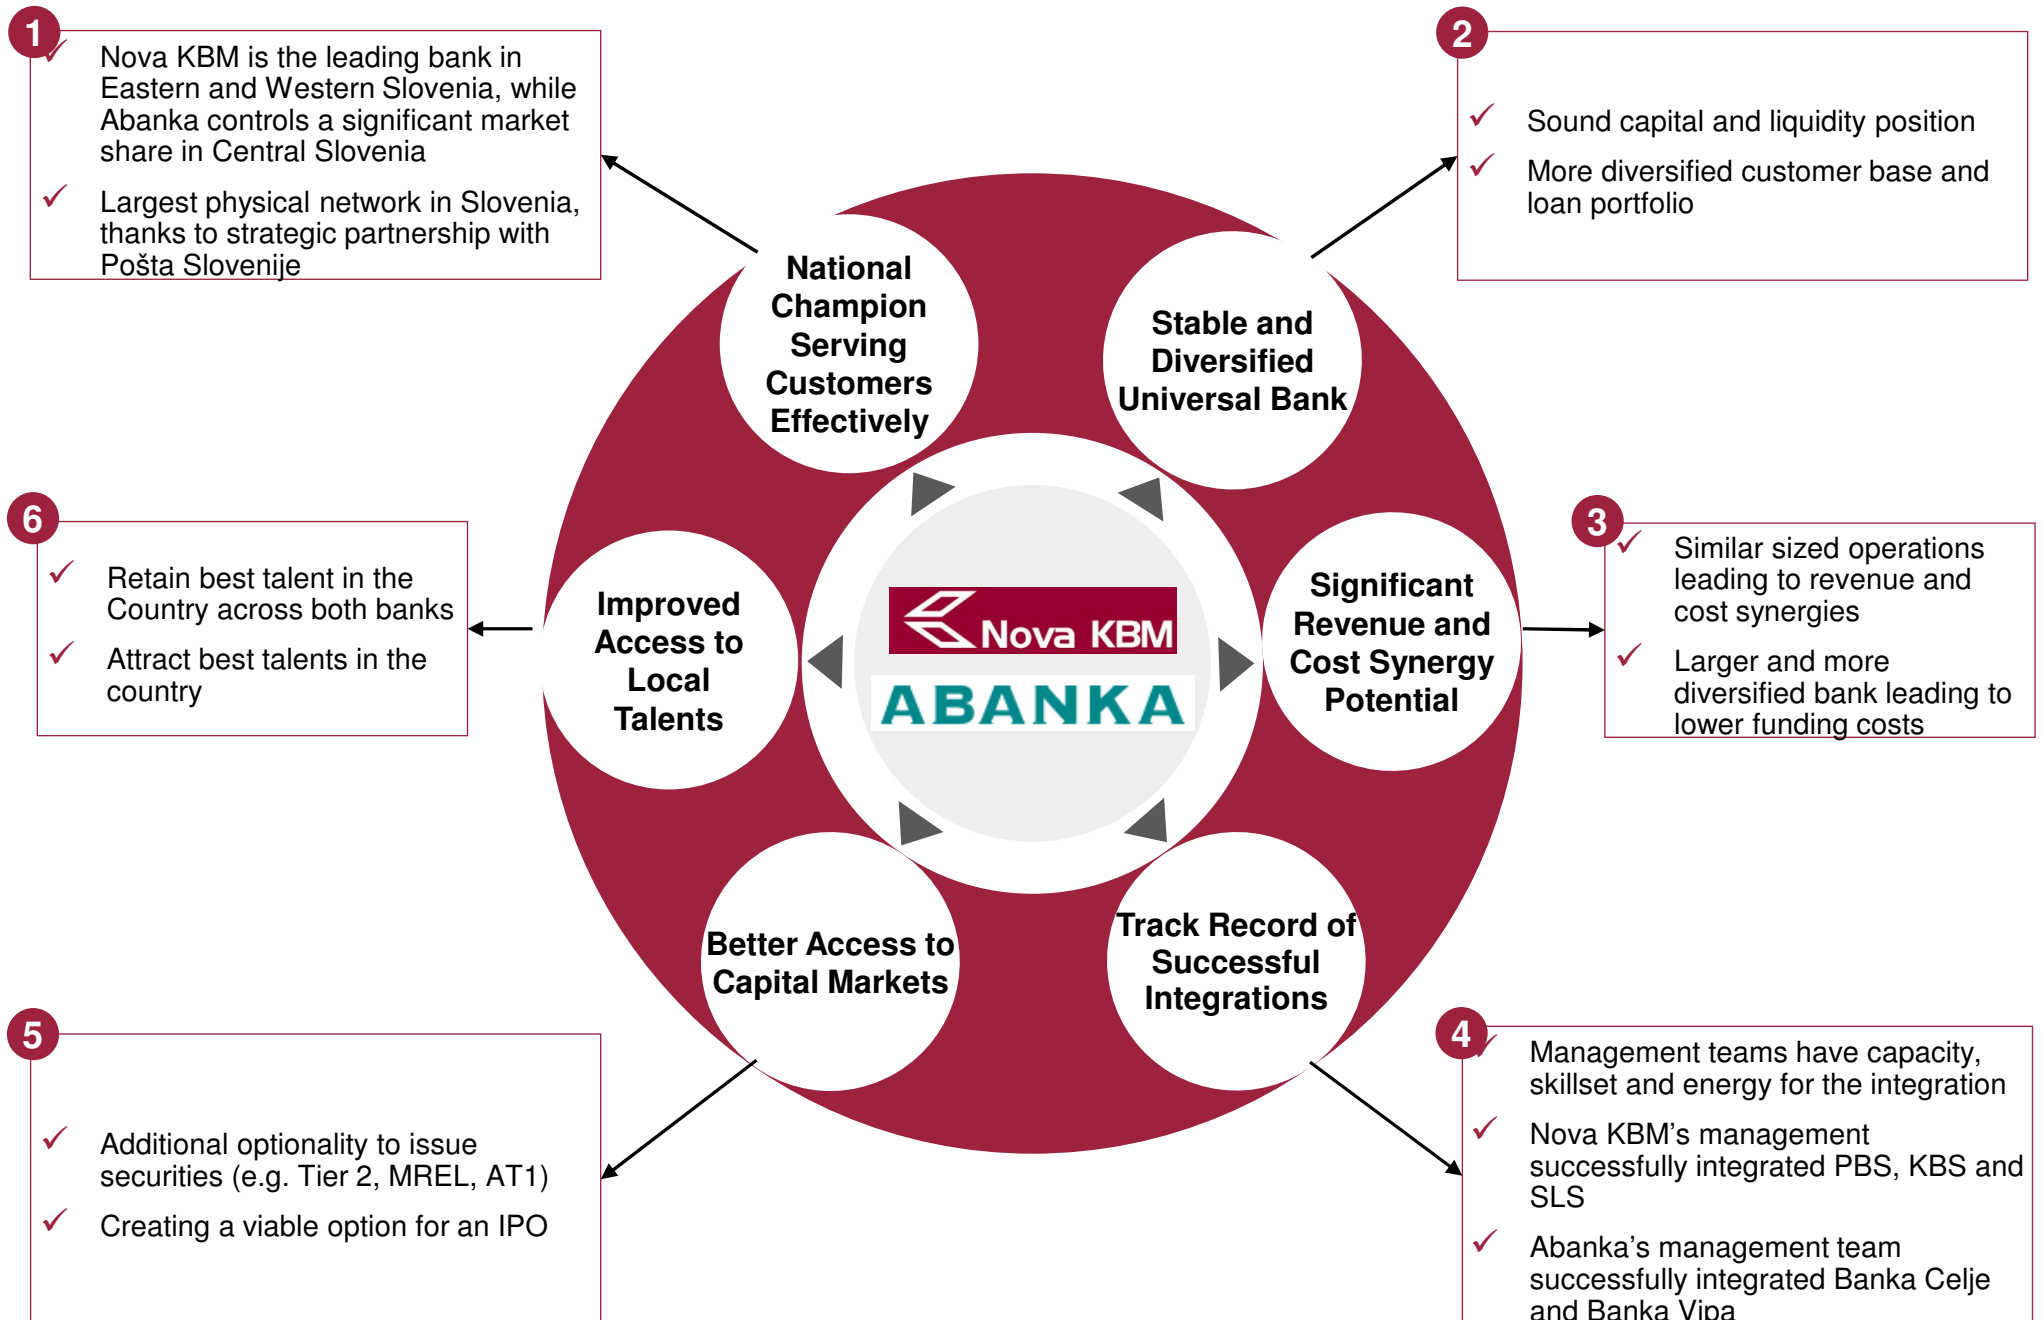 1
Nova KBM is the leading bank in
Eastern and Western Slovenia, while
Abanka controls a significant market
share in Central Slovenia
Largest physical network in Slovenia,
thanks to strategic partnership with
Pošta Slovenije
2
Sound capital and liquidity position
More diversified customer base and
loan portfolio
National
Champion
Serving
Customers
Effectively
Stable and
Diversified
Universal Bank
6
Retain best talent in the
Country across both banks
Attract best talents in the
country
Improved
Access to
Local
Talents
Nova KBM
ABANKA
Significant
Revenue and
Cost Synergy
Potential
3
Similar sized operations
leading to revenue and
cost synergies
Larger and more
diversified bank leading to
lower funding costs
Better Access to
Capital Markets
Track Record of
Successful
Integrations
5
Additional optionality to issue
securities (e.g. Tier 2, MREL, AT1)
Creating a viable option for an IPO
4
Management teams have capacity,
skillset and energy for the integration
Nova KBM’s management
successfully integrated PBS, KBS and
SLS
Abanka’s management team
successfully integrated Banka Celje
and Banka Vipa